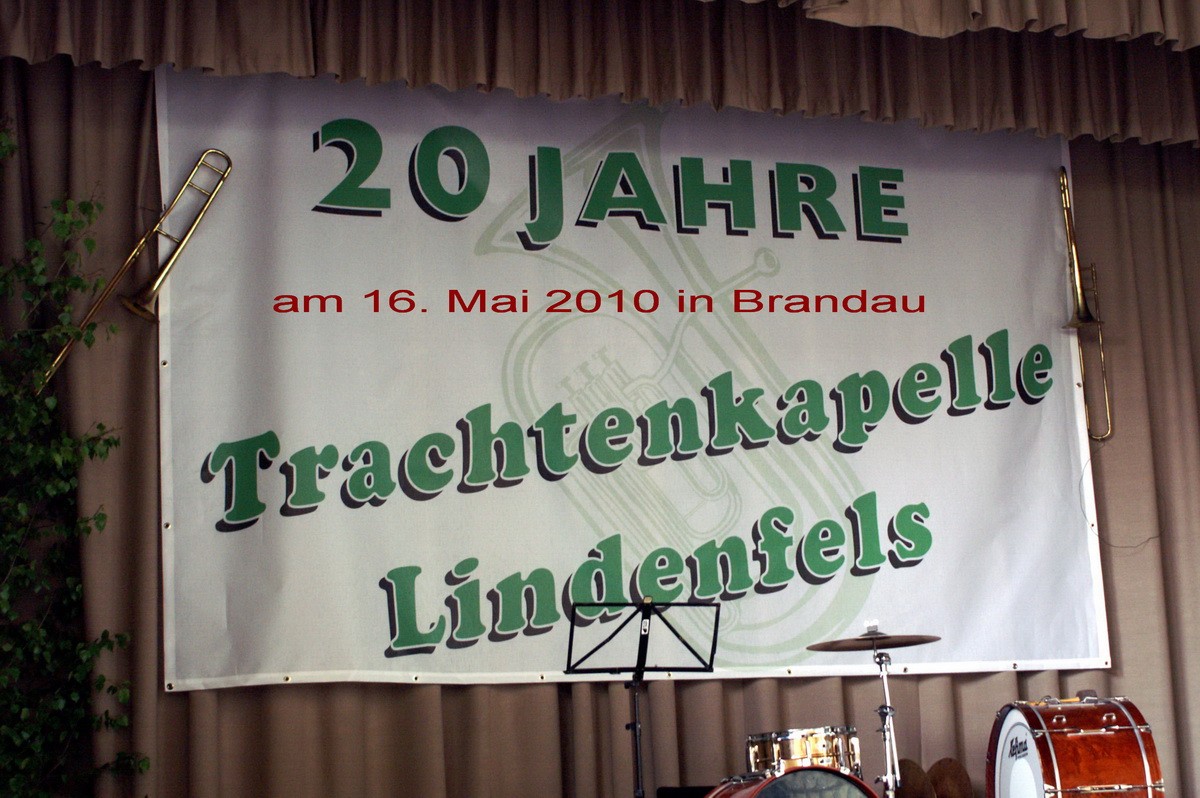 20 JAHRE
am 16. Mai 2010 in Brandau
Trachtenkapelle
Lindenfels